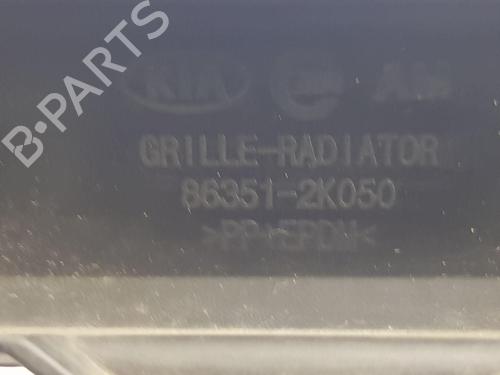 B-PARTS
KIA
GRILLE-RADIATOR
86351-2K050
>PP+EPDM<